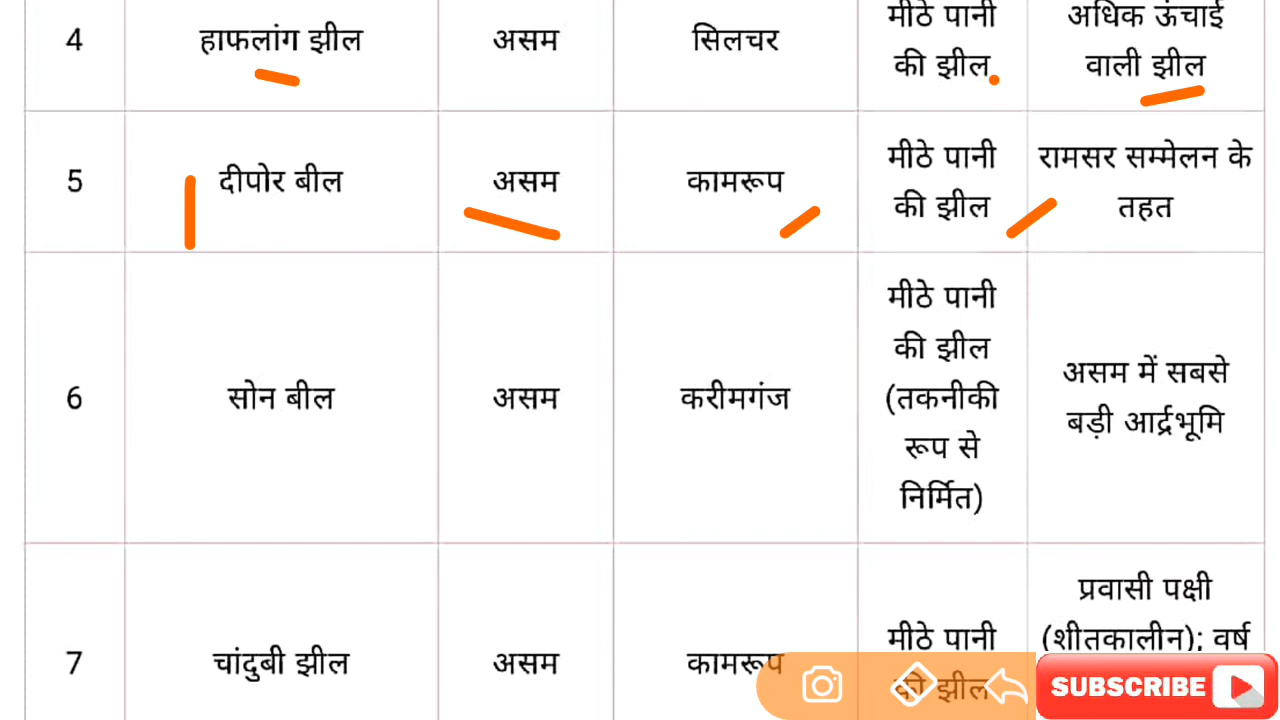 4 हाफलांग झील असम सिलचर मीठे पानी की झील अधिक ऊंचाई वाली झील
5 दीपोर बील असम कामरूप मीठे पानी की झील रामसर सम्मेलन के तहत
6 सोन बील असम करीमगंज मीठे पानी की झील (तकनीकी रूप से निर्मित) असम में सबसे बड़ी आर्द्रभूमि
7 चांदुबी झील असम कामरूप मीठे पानी की झील प्रवासी पक्षी (शीतकालीन); वर्ष
SUBSCRIBE